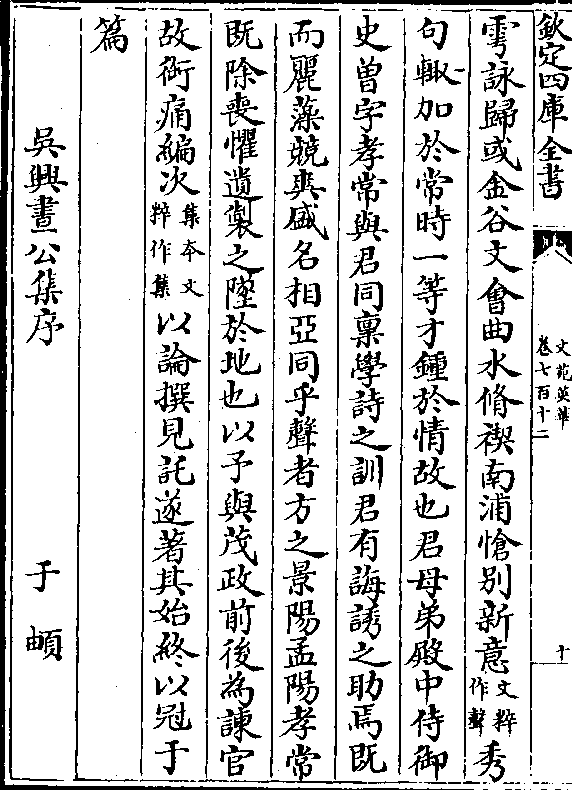 欽定四庫全書
文苑英華
卷七百十二
十
雩詠歸或金谷文會曲水脩禊南浦愴別新意文粹作聲秀
句輙加於常時一等才鍾於情故也君母弟殿中侍御
史曽字孝常與君同禀學詩之訓君有誨誘之助焉既
而麗藻競爽盛名相亞同乎聲者方之景陽孟陽孝常
既除喪懼遺製之墜於地也以予與茂政前後為諌官
故銜痛編次集本文粹作集以論撰見託遂著其始終以冠于
篇
吳興晝公集序 于頔